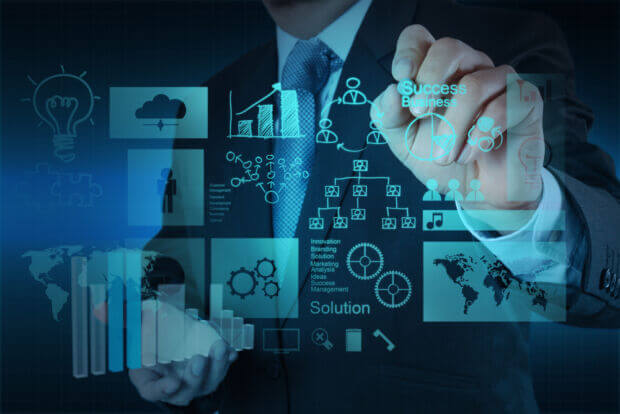 Success
Business
Innovation
Branding
Solution
Marketing
Analysis
Ideas
Success
Management
Solution